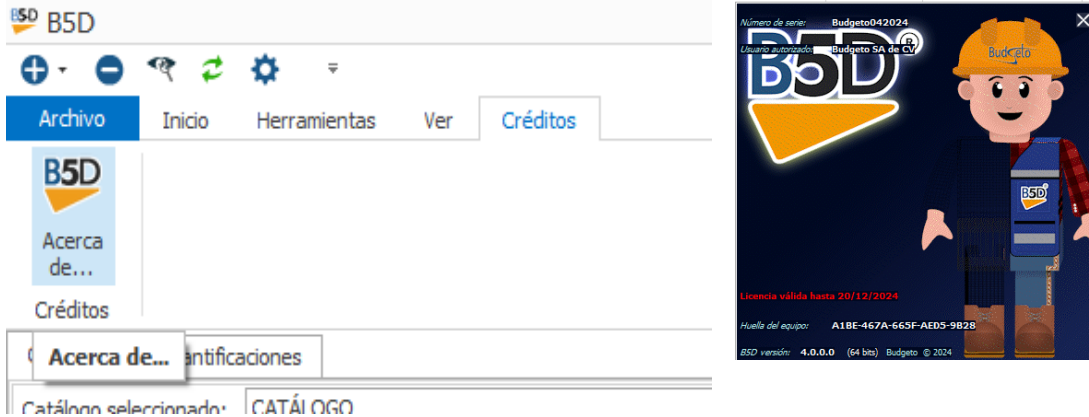 B5D B5D
Archivo Inicio Herramientas Ver Créditos
B5D
Acerca
de...
Créditos
Acerca de... antificaciones
Catálogo seleccionado: CATÁLOGO
Número de serie: Budgeto042024
Usuario autorizado: Budgeto SA de CV
B5D®
Budgeto
B5D
Licencia válida hasta 20/12/2024
Huella del equipo: A1BE-467A-665F-AED5-9B28
B5D versión: 4.0.0.0 (64 bits) Budgeto © 2024